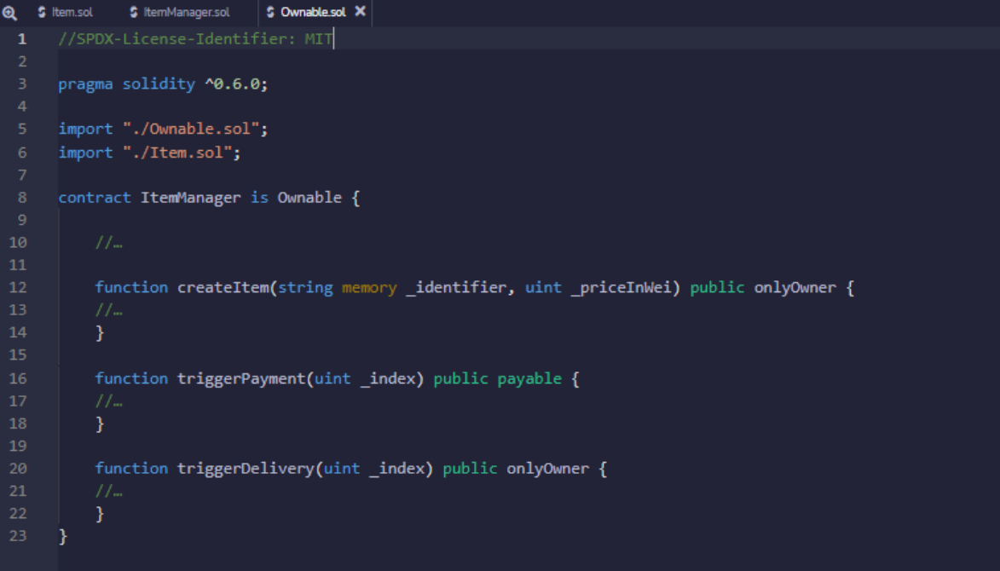 Item.sol ItemManager.sol Ownable.sol
1 //SPDX-License-Identifier: MIT
2
3 pragma solidity ^0.6.0;
4
5 import "./Ownable.sol";
6 import "./Item.sol";
7
8 contract ItemManager is Ownable {
9
10 //…
11
12 function createItem(string memory _identifier, uint _priceInWei) public onlyOwner {
13 //…
14 }
15
16 function triggerPayment(uint _index) public payable {
17 //…
18 }
19
20 function triggerDelivery(uint _index) public onlyOwner {
21 //…
22 }
23 }